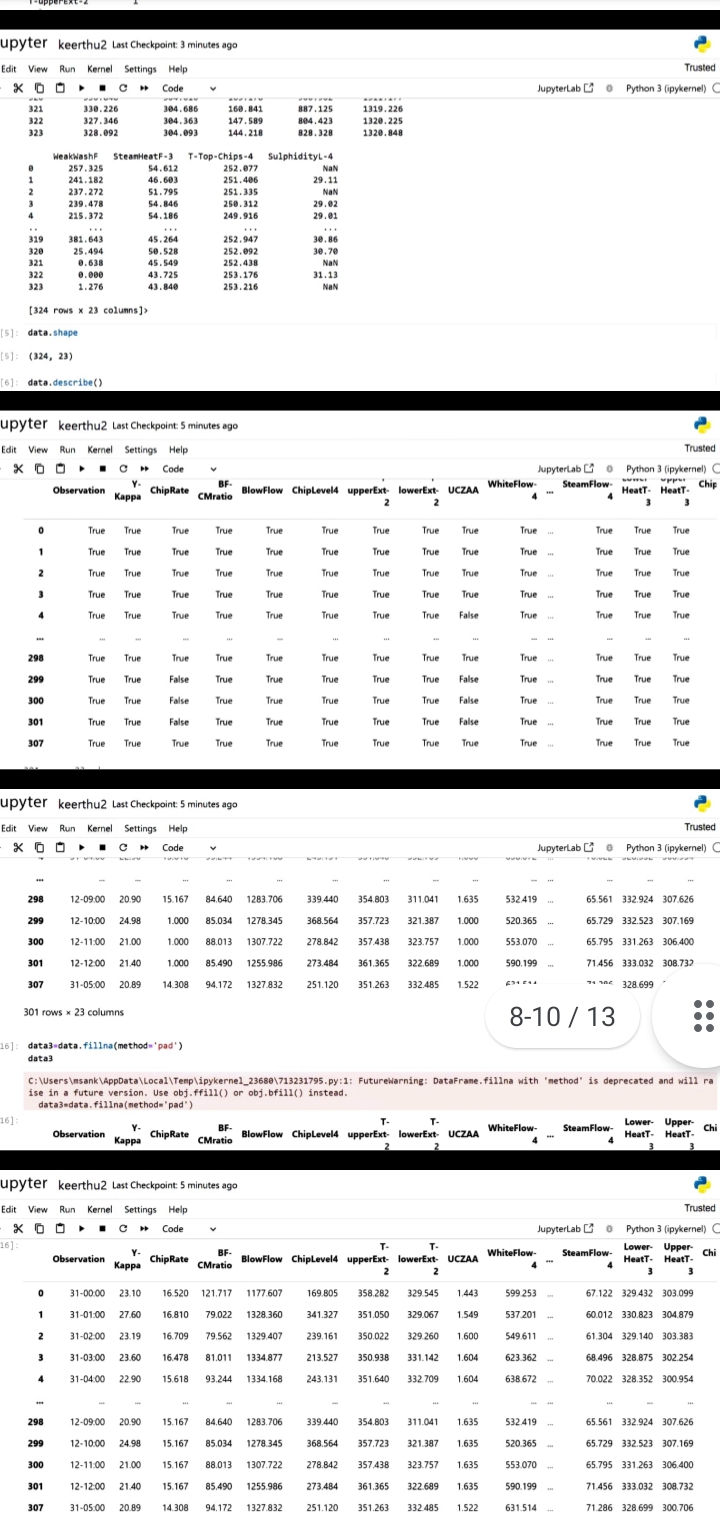 T-upperExt-2 1
upyter keerthu2 Last Checkpoint: 3 minutes ago
Edit View Run Kernel Settings Help Trusted
Code JupyterLab Python 3 (ipykernel)
321 330.226 304.686 160.841 887.125 1319.226
322 327.346 304.363 147.589 804.423 1320.225
323 328.092 304.093 144.218 828.328 1320.848
WeakWashF SteamHeatF-3 T-Top-Chips-4 SulphidityL-4
0 257.325 54.612 252.077 NaN
1 241.182 46.603 251.406 29.11
2 237.272 51.795 251.335 NaN
3 239.478 54.846 250.312 29.02
4 215.372 54.186 249.916 29.01
.. ... ... ... ...
319 381.643 45.264 252.947 30.86
320 25.494 50.528 252.092 30.70
321 0.638 45.549 252.438 NaN
322 0.000 43.725 253.176 31.13
323 1.276 43.840 253.216 NaN
[324 rows x 23 columns]>
[5]: data.shape
[5]: (324, 23)
[6]: data.describe()
upyter keerthu2 Last Checkpoint: 5 minutes ago
Edit View Run Kernel Settings Help Trusted
Code JupyterLab Python 3 (ipykernel)
Observation Y-Kappa ChipRate BF-CMratio BlowFlow ChipLevel4 upperExt-2 lowerExt-2 UCZAA WhiteFlow-4 ... SteamFlow-4 HeatT-3 HeatT-3 Chip
0 True True True True True True True True True True ... True True True
1 True True True True True True True True True True ... True True True
2 True True True True True True True True True True ... True True True
3 True True True True True True True True True True ... True True True
4 True True True True True True True True False True ... True True True
... ... ... ... ... ... ... ... ... ... ... ... ... ... ...
298 True True True True True True True True True True ... True True True
299 True True False True True True True True False True ... True True True
300 True True False True True True True True False True ... True True True
301 True True False True True True True True False True ... True True True
307 True True True True True True True True True True ... True True True
upyter keerthu2 Last Checkpoint: 5 minutes ago
Edit View Run Kernel Settings Help Trusted
Code JupyterLab Python 3 (ipykernel)
... ... ... ... ... ... ... ... ... ... ... ... ... ...
298 12-09:00 20.90 15.167 84.640 1283.706 339.440 354.803 311.041 1.635 532.419 ... 65.561 332.924 307.626
299 12-10:00 24.98 1.000 85.034 1278.345 368.564 357.723 321.387 1.000 520.365 ... 65.729 332.523 307.169
300 12-11:00 21.00 1.000 88.013 1307.722 278.842 357.438 323.757 1.000 553.070 ... 65.795 331.263 306.400
301 12-12:00 21.40 1.000 85.490 1255.986 273.484 361.365 322.689 1.000 590.199 ... 71.456 333.032 308.732
307 31-05:00 20.89 14.308 94.172 1327.832 251.120 351.263 332.485 1.522 328.699
301 rows × 23 columns
8-10 / 13
16]: data3=data.fillna(method='pad')
data3
C:\Users\msank\AppData\Local\Temp\ipykernel_23680\713231795.py:1: FutureWarning: DataFrame.fillna with 'method' is deprecated and will ra
ise in a future version. Use obj.ffill() or obj.bfill() instead.
data3=data.fillna(method='pad')
16]:
Observation Y-Kappa ChipRate BF-CMratio BlowFlow ChipLevel4 T-upperExt-2 T-lowerExt-2 UCZAA WhiteFlow-4 ... SteamFlow-4 Lower-HeatT-3 Upper-HeatT-3 Chi
upyter keerthu2 Last Checkpoint: 5 minutes ago
Edit View Run Kernel Settings Help Trusted
Code JupyterLab Python 3 (ipykernel)
16]:
Observation Y-Kappa ChipRate BF-CMratio BlowFlow ChipLevel4 T-upperExt-2 T-lowerExt-2 UCZAA WhiteFlow-4 ... SteamFlow-4 Lower-HeatT-3 Upper-HeatT-3 Chi
0 31-00:00 23.10 16.520 121.717 1177.607 169.805 358.282 329.545 1.443 599.253 ... 67.122 329.432 303.099
1 31-01:00 27.60 16.810 79.022 1328.360 341.327 351.050 329.067 1.549 537.201 ... 60.012 330.823 304.879
2 31-02:00 23.19 16.709 79.562 1329.407 239.161 350.022 329.260 1.600 549.611 ... 61.304 329.140 303.383
3 31-03:00 23.60 16.478 81.011 1334.877 213.527 350.938 331.142 1.604 623.362 ... 68.496 328.875 302.254
4 31-04:00 22.90 15.618 93.244 1334.168 243.131 351.640 332.709 1.604 638.672 ... 70.022 328.352 300.954
... ... ... ... ... ... ... ... ... ... ... ... ... ... ...
298 12-09:00 20.90 15.167 84.640 1283.706 339.440 354.803 311.041 1.635 532.419 ... 65.561 332.924 307.626
299 12-10:00 24.98 15.167 85.034 1278.345 368.564 357.723 321.387 1.635 520.365 ... 65.729 332.523 307.169
300 12-11:00 21.00 15.167 88.013 1307.722 278.842 357.438 323.757 1.635 553.070 ... 65.795 331.263 306.400
301 12-12:00 21.40 15.167 85.490 1255.986 273.484 361.365 322.689 1.635 590.199 ... 71.456 333.032 308.732
307 31-05:00 20.89 14.308 94.172 1327.832 251.120 351.263 332.485 1.522 631.514 ... 71.286 328.699 300.706